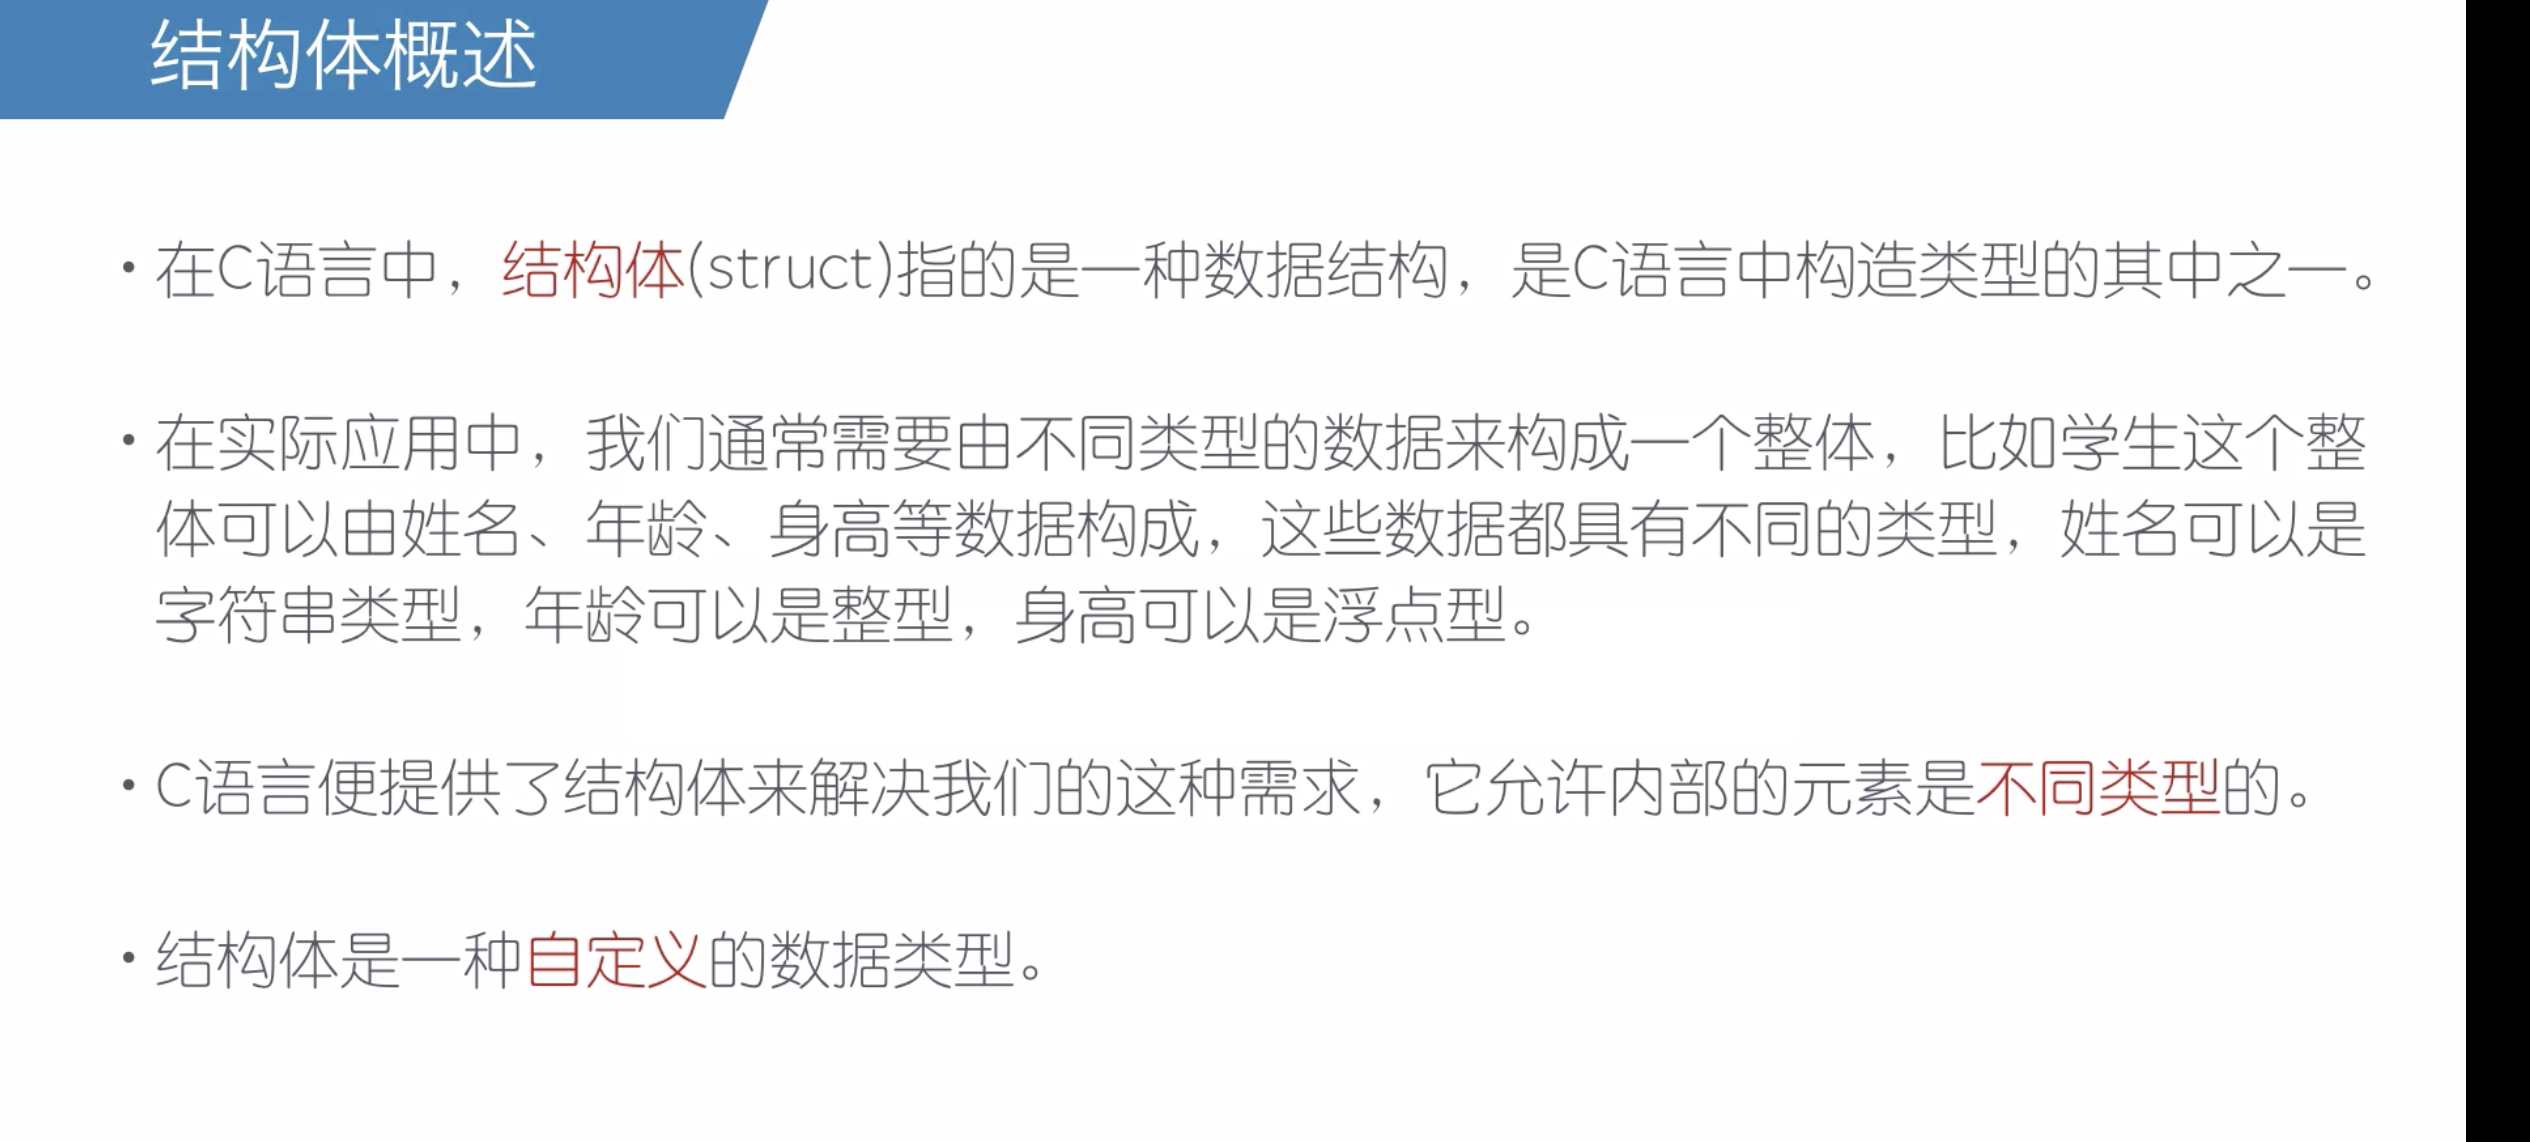 结构体概述
• 在C语言中，结构体(struct)指的是一种数据结构，是C语言中构造类型的其中之一。
• 在实际应用中，我们通常需要由不同类型的数据来构成一个整体，比如学生这个整
体可以由姓名、年龄、身高等数据构成，这些数据都具有不同的类型，姓名可以是
字符串类型，年龄可以是整型，身高可以是浮点型。
• C语言便提供了结构体来解决我们的这种需求，它允许内部的元素是不同类型的。
• 结构体是一种自定义的数据类型。